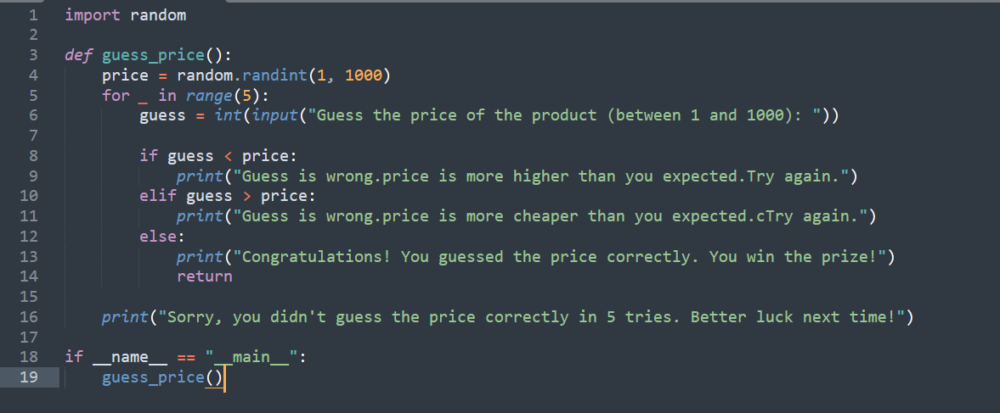 1 import random
2
3 def guess_price():
4     price = random.randint(1, 1000)
5     for _ in range(5):
6         guess = int(input("Guess the price of the product (between 1 and 1000): "))
7
8         if guess < price:
9             print("Guess is wrong.price is more higher than you expected.Try again.")
10         elif guess > price:
11             print("Guess is wrong.price is more cheaper than you expected.cTry again.")
12         else:
13             print("Congratulations! You guessed the price correctly. You win the prize!")
14             return
15
16     print("Sorry, you didn't guess the price correctly in 5 tries. Better luck next time!")
17
18 if __name__ == "__main__":
19     guess_price()